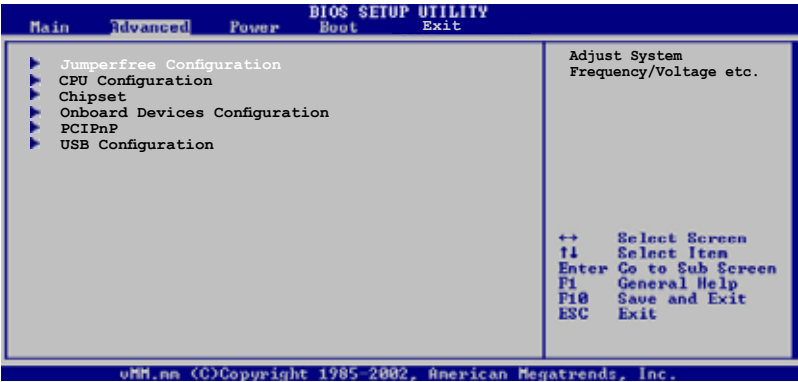 BIOS SETUP UTILITY
Main Advanced Power Boot Exit
Jumperfree Configuration
CPU Configuration
Chipset
Onboard Devices Configuration
PCIPnP
USB Configuration
Adjust System
Frequency/Voltage etc.
↔ Select Screen
↑↓ Select Item
Enter Go to Sub Screen
F1 General Help
F10 Save and Exit
ESC Exit
vMM.mm (C)Copyright 1985-2002, American Megatrends, Inc.